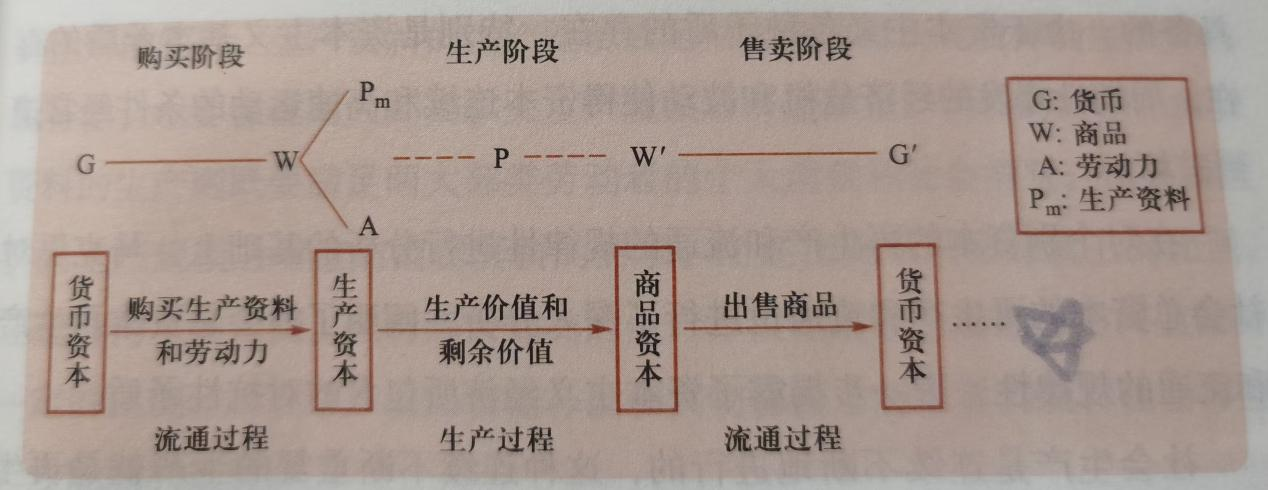 购买阶段 生产阶段 售卖阶段
Pm
G W P W′ G′
A
G: 货币
W: 商品
A: 劳动力
Pm: 生产资料
货币资本
购买生产资料
和劳动力
生产资本
生产价值和
剩余价值
商品资本
出售商品
货币资本
……
流通过程 生产过程 流通过程